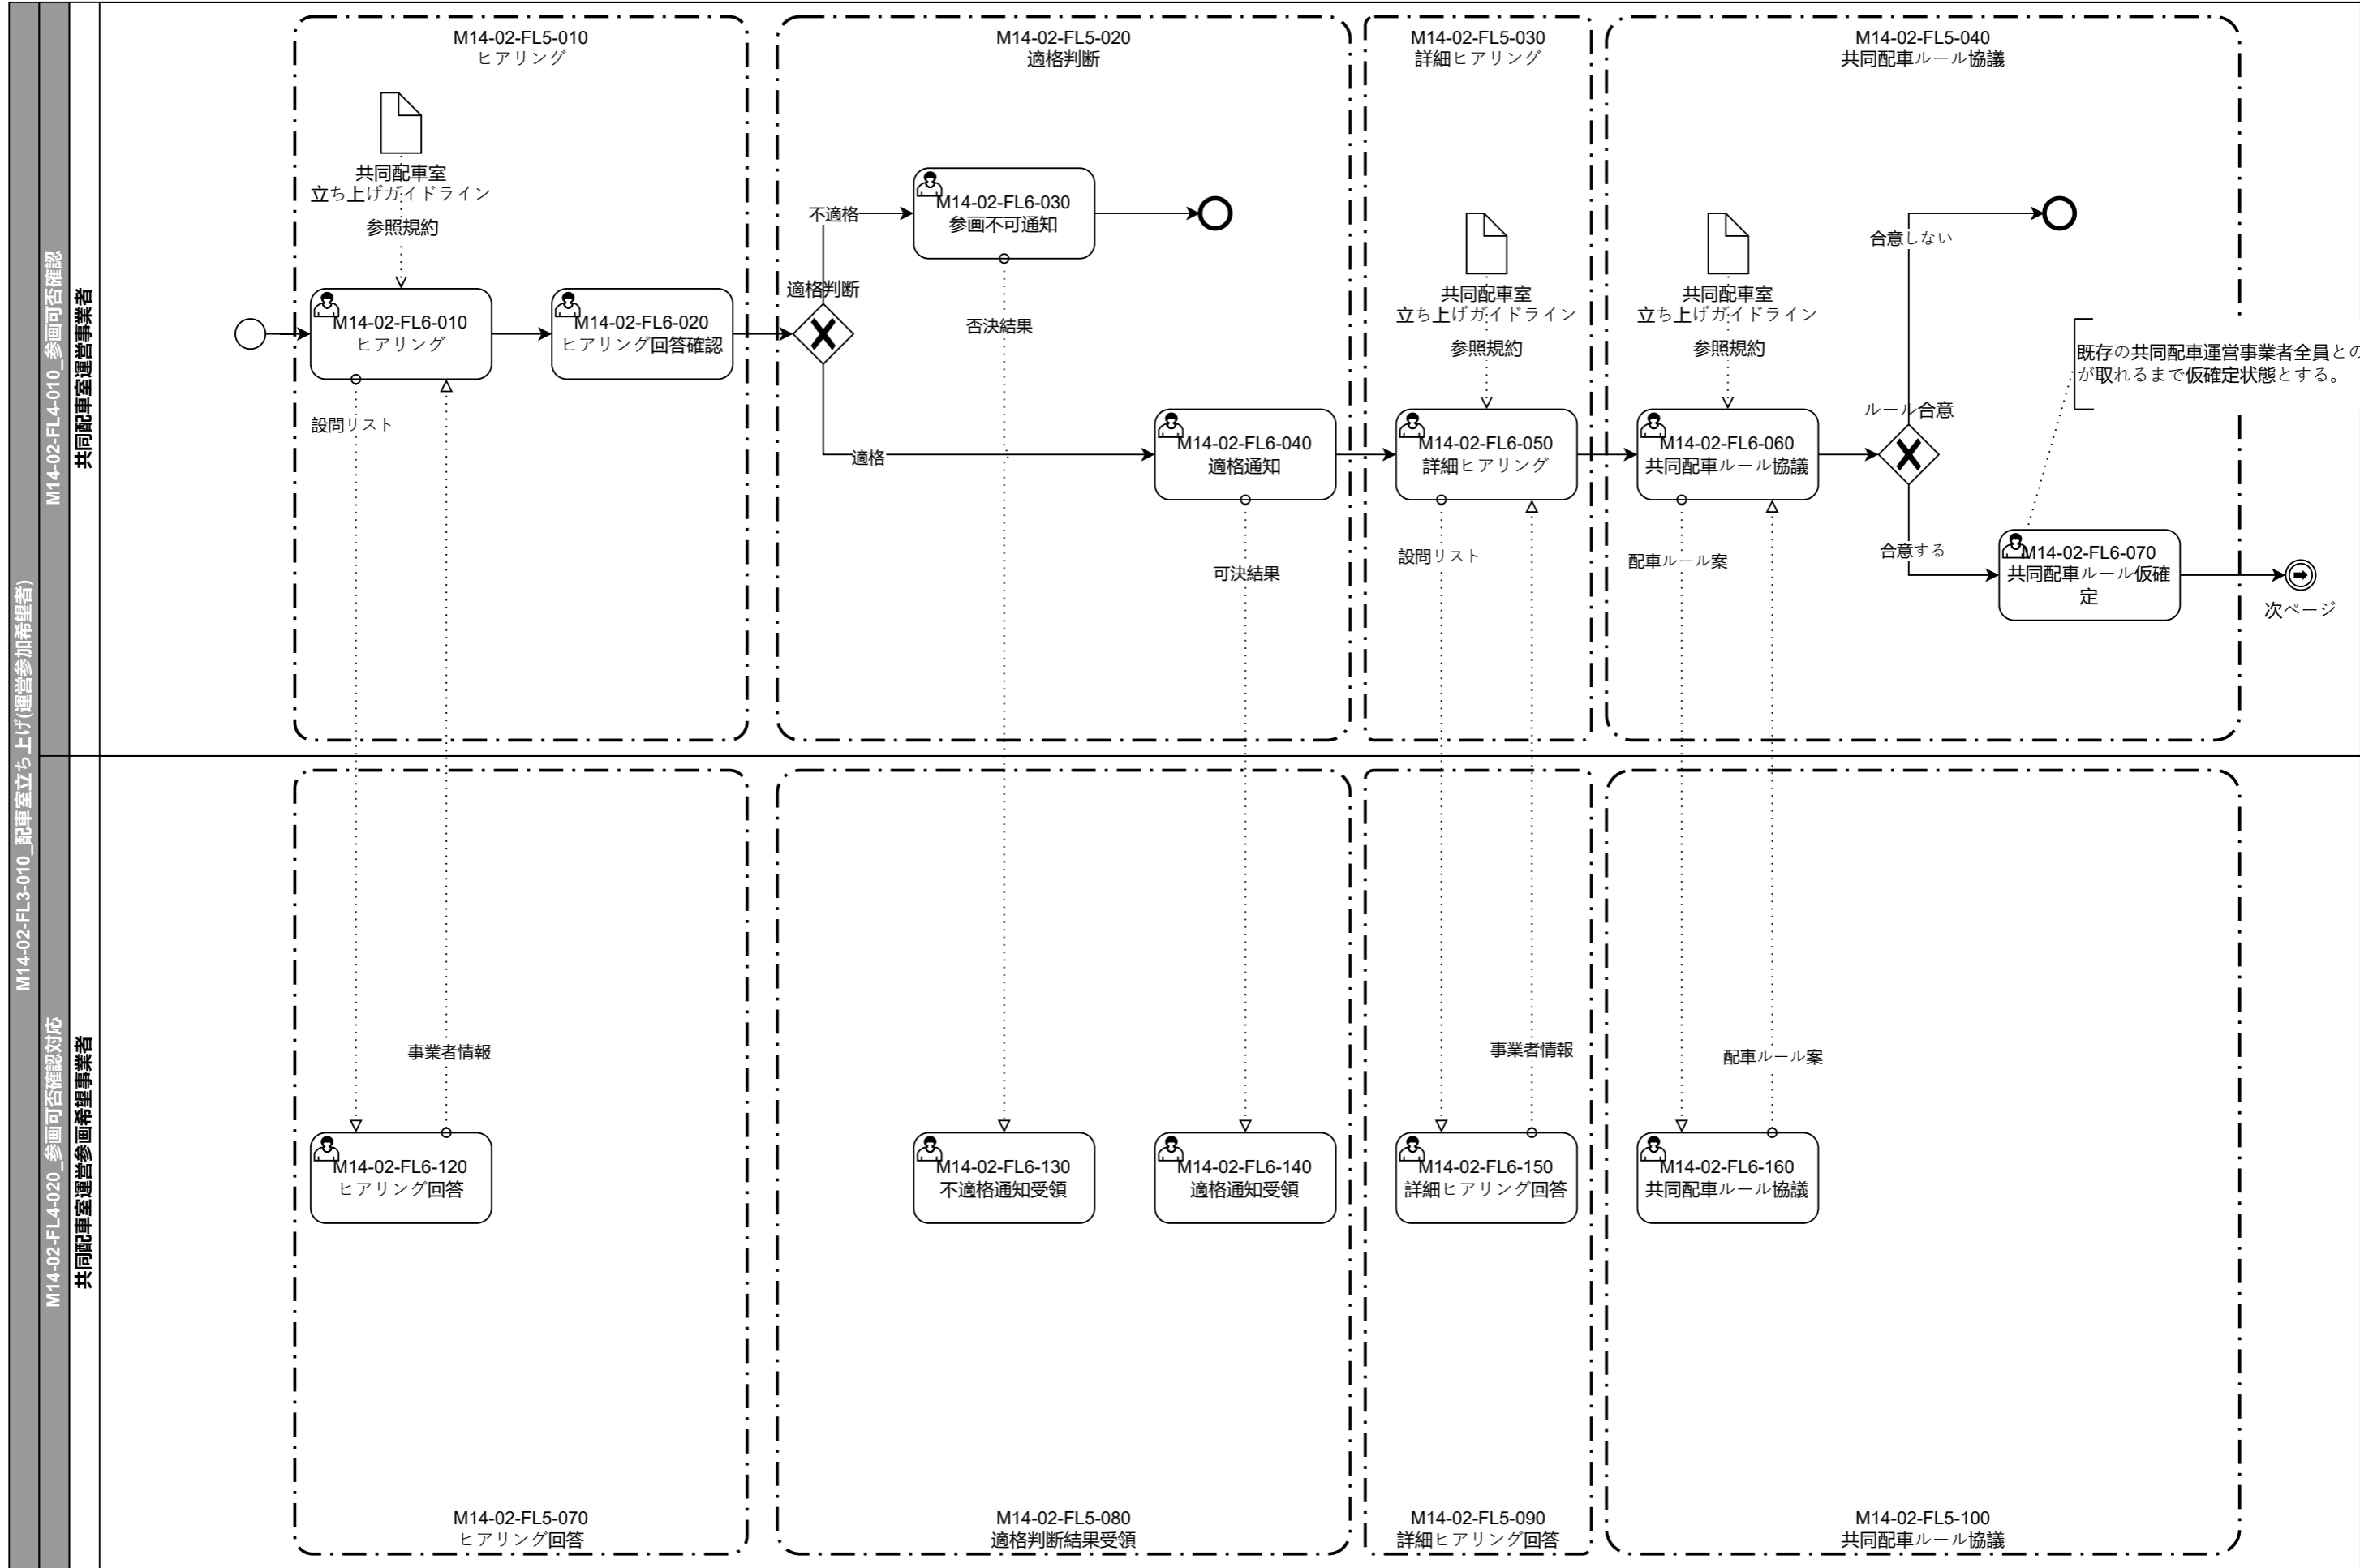 M14-02-FL3-010_配車室立ち上げ(運営参加希望者)
M14-02-FL4-010_参画可否確認
共同配車室運営事業者
M14-02-FL5-010
ヒアリング
共同配車室
立ち上げガイドライン
参照規約
M14-02-FL6-010
ヒアリング
M14-02-FL6-020
ヒアリング回答確認
設問リスト
M14-02-FL5-020
適格判断
適格判断
不適格
適格
M14-02-FL6-030
参画不可通知
否決結果
M14-02-FL6-040
適格通知
可決結果
M14-02-FL5-030
詳細ヒアリング
共同配車室
立ち上げガイドライン
参照規約
M14-02-FL6-050
詳細ヒアリング
設問リスト
M14-02-FL5-040
共同配車ルール協議
共同配車室
立ち上げガイドライン
参照規約
M14-02-FL6-060
共同配車ルール協議
配車ルール案
ルール合意
合意しない
合意する
既存の共同配車運営事業者全員との
が取れるまで仮確定状態とする。
M14-02-FL6-070
共同配車ルール仮確
定
次ページ
M14-02-FL4-020_参画可否確認対応
共同配車室運営参画希望事業者
事業者情報
M14-02-FL6-120
ヒアリング回答
M14-02-FL5-070
ヒアリング回答
M14-02-FL6-130
不適格通知受領
M14-02-FL6-140
適格通知受領
M14-02-FL5-080
適格判断結果受領
事業者情報
M14-02-FL6-150
詳細ヒアリング回答
M14-02-FL5-090
詳細ヒアリング回答
配車ルール案
M14-02-FL6-160
共同配車ルール協議
M14-02-FL5-100
共同配車ルール協議